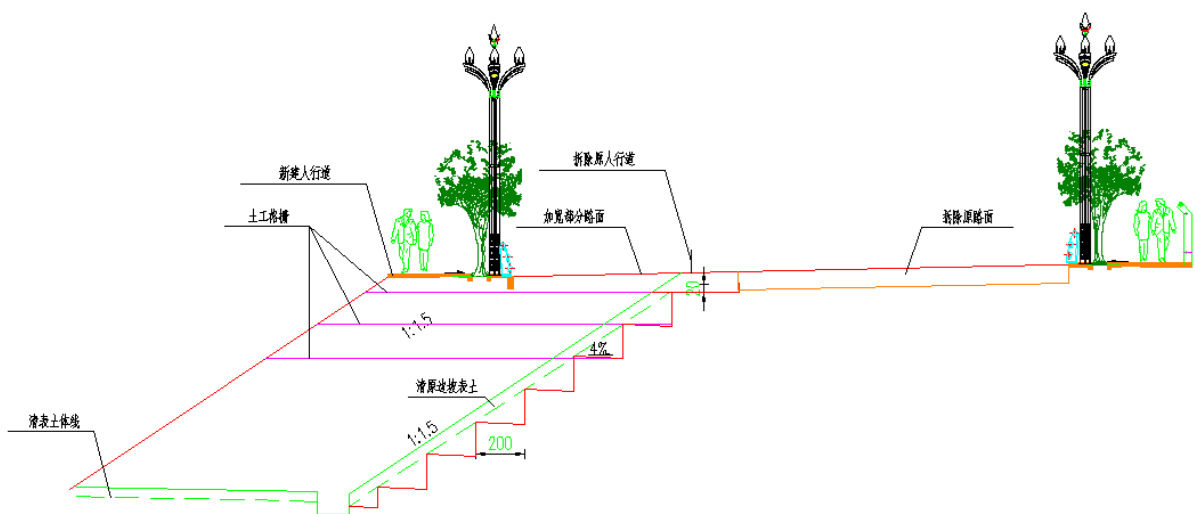 拆除原人行道
新建人行道
土工格栅
加宽部分路面
拆除原路面
20
1:1.5
4%
清原边坡表土
清表土体线
1:1.5
200